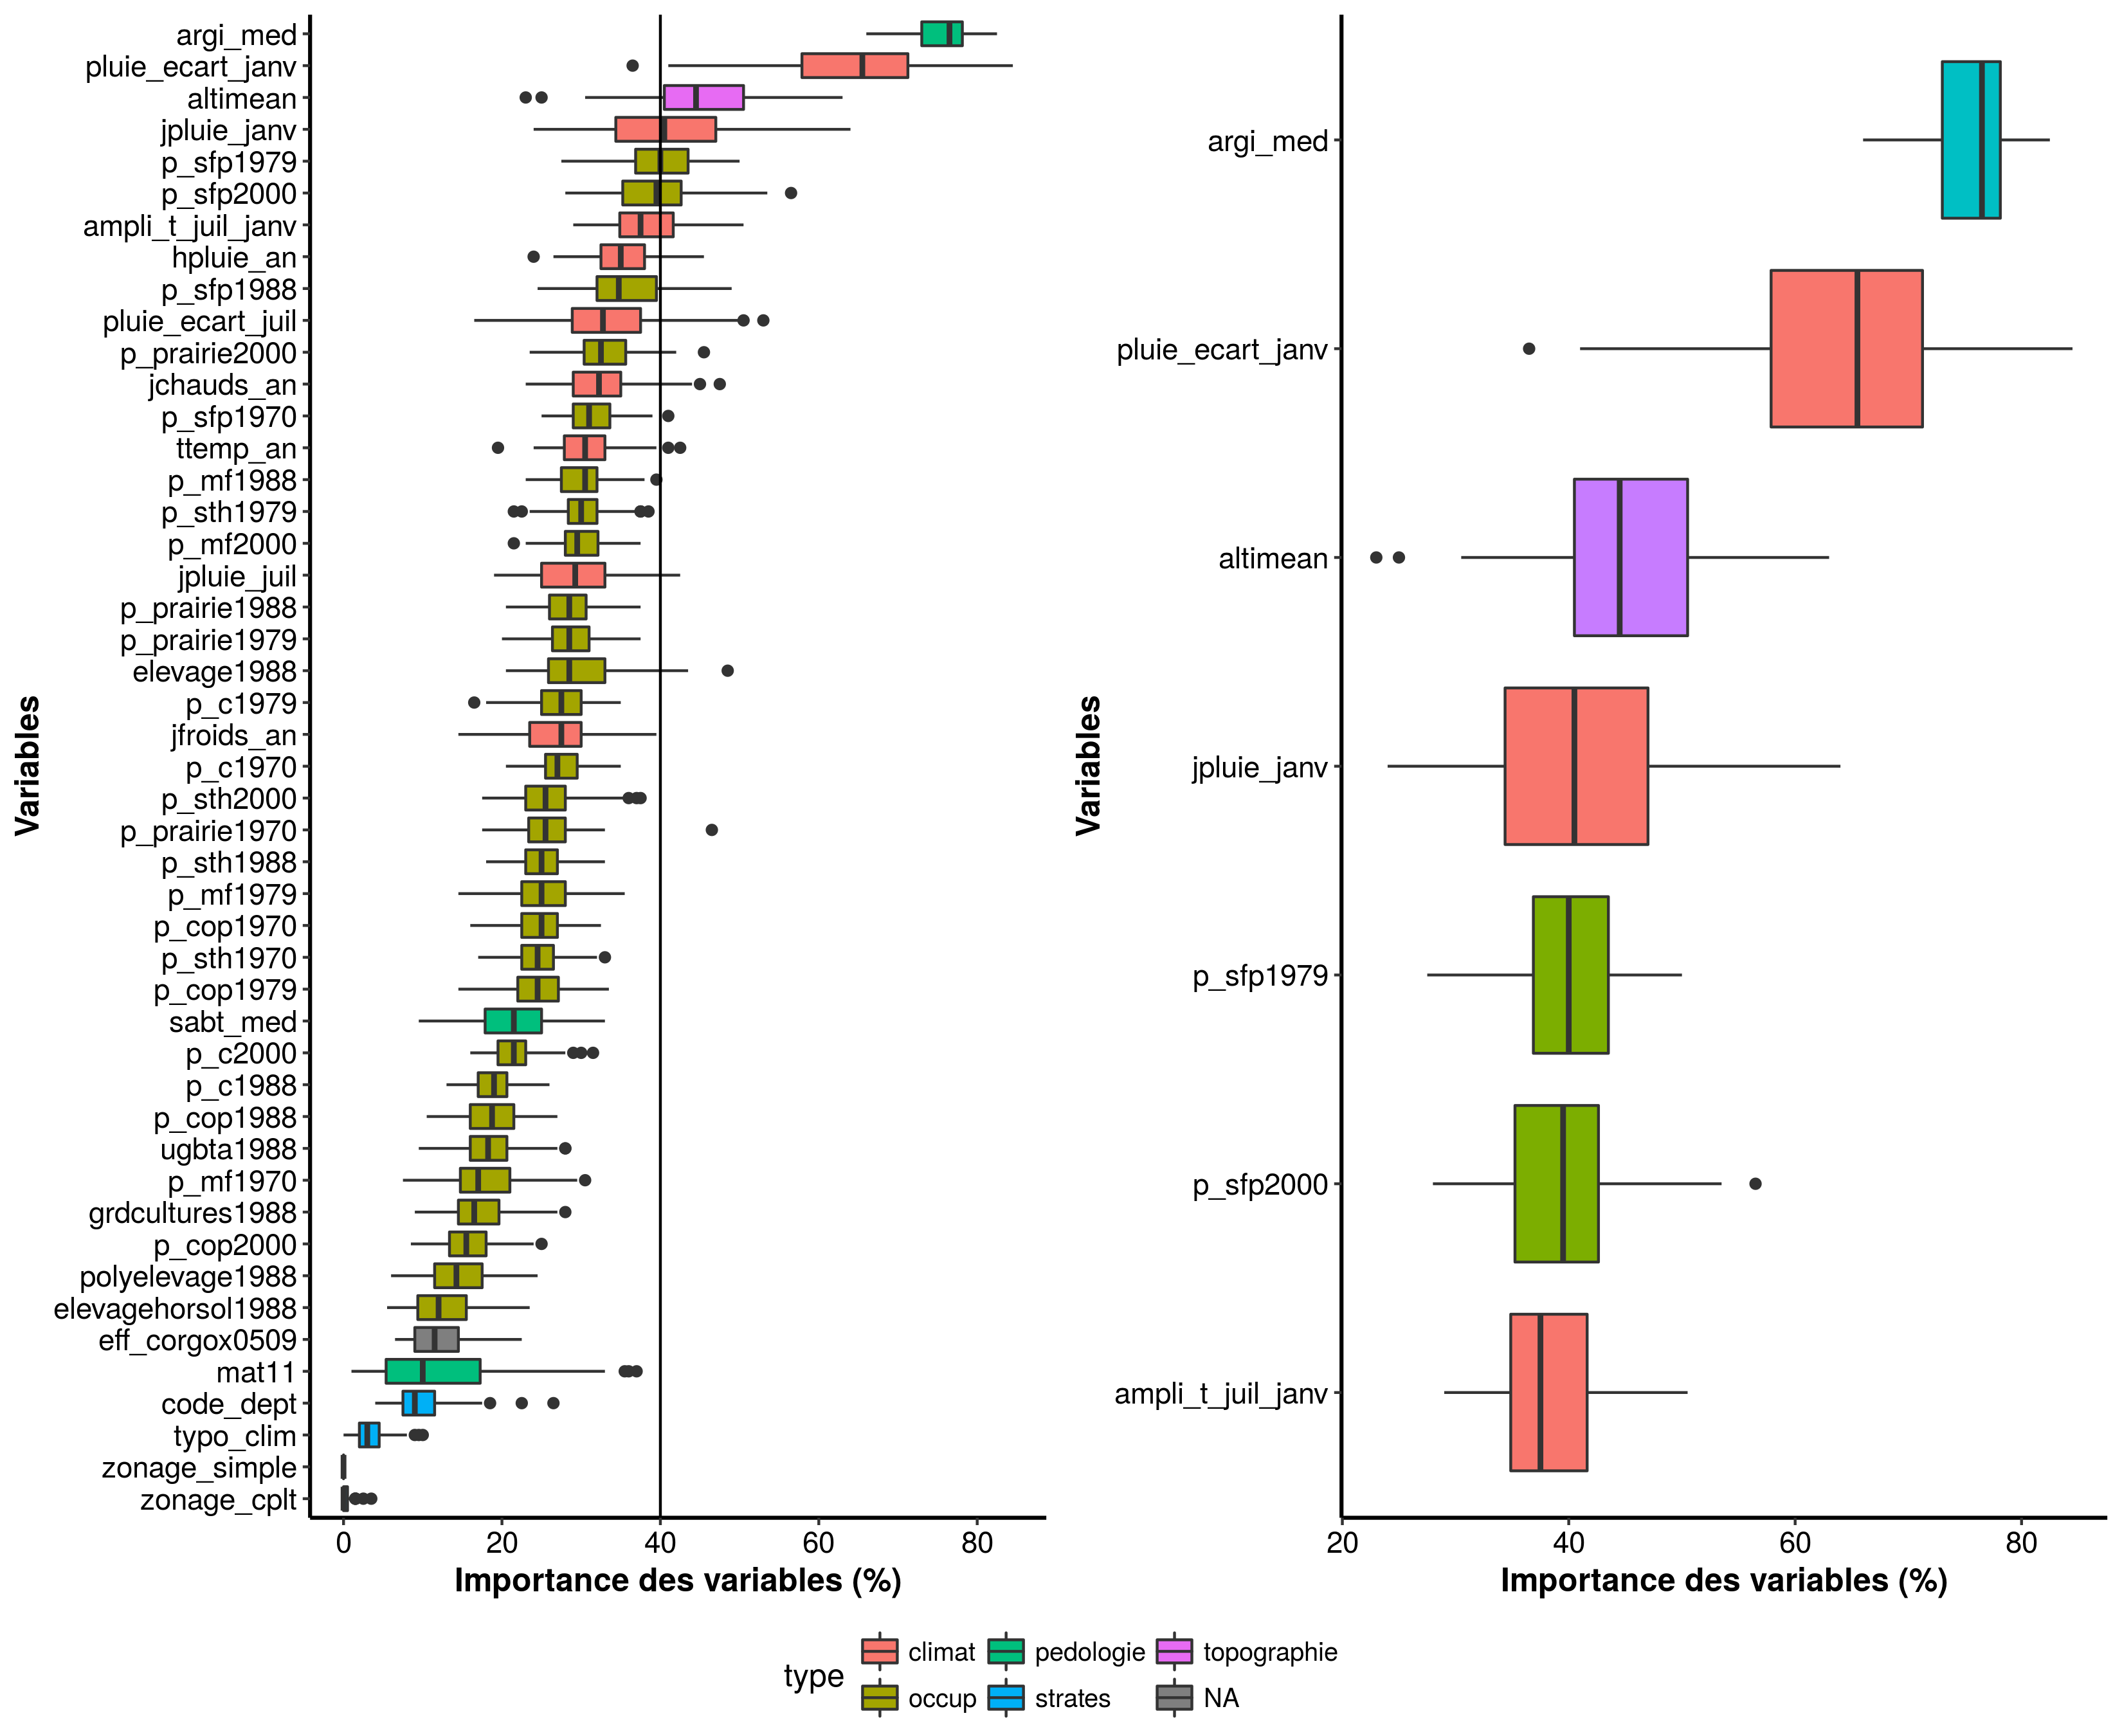 argi_med
pluie_ecart_janv
altimean
jpluie_janv
p_sfp1979
p_sfp2000
ampli_t_juil_janv
hpluie_an
p_sfp1988
pluie_ecart_juil
p_prairie2000
jchauds_an
p_sfp1970
ttemp_an
p_mf1988
p_sth1979
p_mf2000
jpluie_juil
p_prairie1988
p_prairie1979
elevage1988
p_c1979
jfroids_an
p_c1970
p_sth2000
p_prairie1970
p_sth1988
p_mf1979
p_cop1970
p_sth1970
p_cop1979
sabt_med
p_c2000
p_c1988
p_cop1988
ugbta1988
p_mf1970
grdcultures1988
p_cop2000
polyelevage1988
elevagehorsol1988
eff_corgox0509
mat11
code_dept
typo_clim
zonage_simple
zonage_cplt
Variables
0 20 40 60 80
Importance des variables (%)
argi_med
pluie_ecart_janv
altimean
jpluie_janv
p_sfp1979
p_sfp2000
ampli_t_juil_janv
Variables
20 40 60 80
Importance des variables (%)
type
climat pedologie topographie
occup strates NA